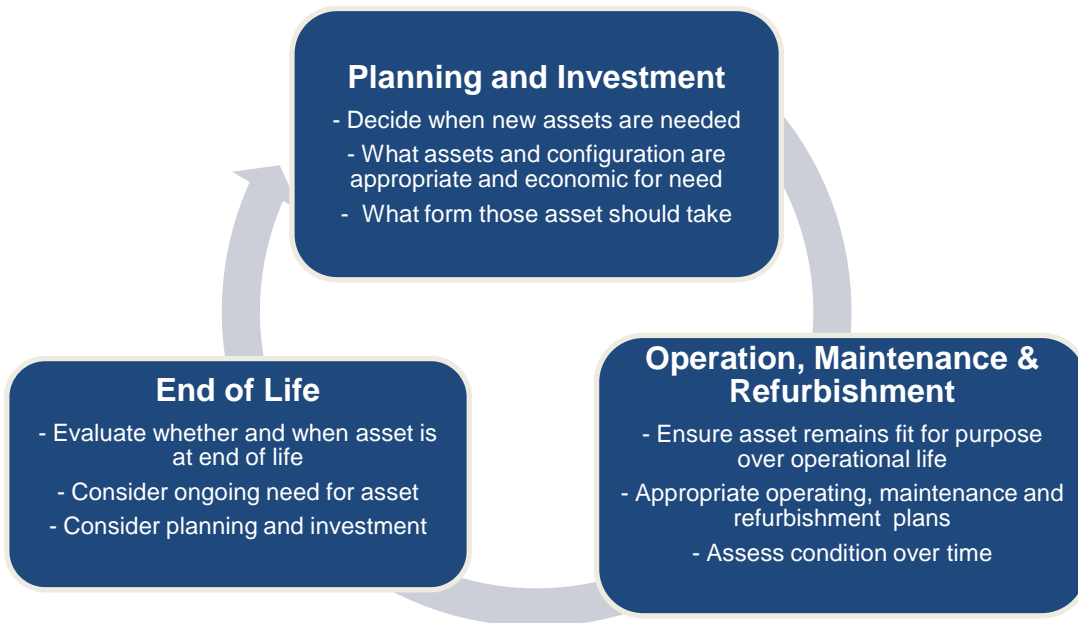 Planning and Investment
- Decide when new assets are needed
- What assets and configuration are
appropriate and economic for need
- What form those asset should take
Operation, Maintenance &
Refurbishment
- Ensure asset remains fit for purpose
over operational life
- Appropriate operating, maintenance and
refurbishment plans
- Assess condition over time
End of Life
- Evaluate whether and when asset is
at end of life
- Consider ongoing need for asset
- Consider planning and investment